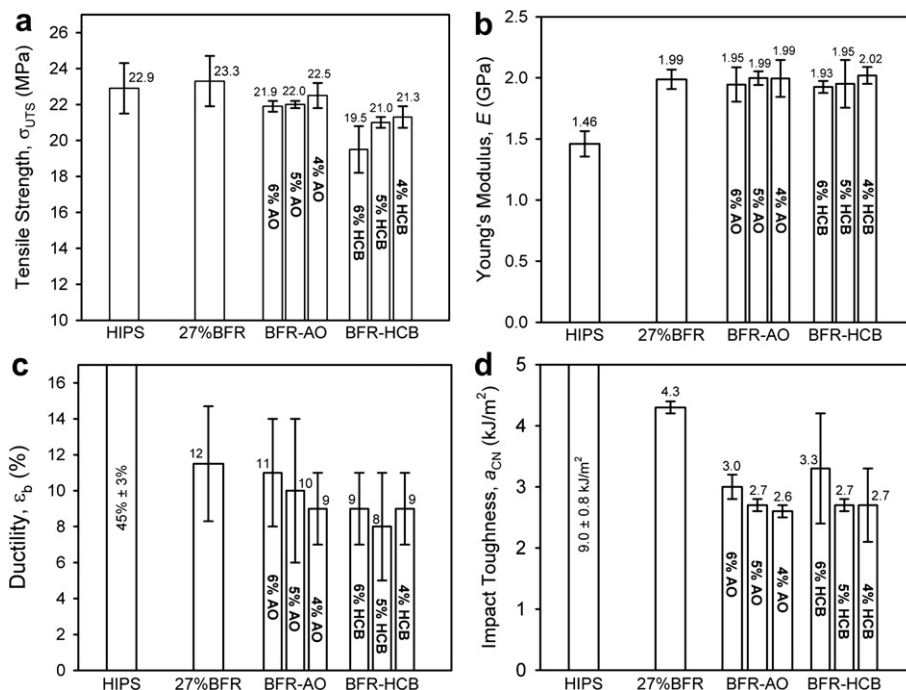 a
Tensile Strength, σUTS (MPa)
24
22
20
18
16
14
12
10
22.9
23.3
21.9
22.0
22.5
19.5
21.0
21.3
6% AO
5% AO
4% AO
6% HCB
5% HCB
4% HCB
HIPS
27%BFR
BFR-AO
BFR-HCB
b
Young's Modulus, E (GPa)
2.5
2.0
1.5
1.0
0.5
0.0
1.46
1.99
1.95
1.99
1.99
1.93
1.95
2.02
6% AO
5% AO
4% AO
6% HCB
5% HCB
4% HCB
HIPS
27%BFR
BFR-AO
BFR-HCB
c
Ductility, εb (%)
16
14
12
10
8
6
4
2
0
45% ± 3%
12
11
10
9
9
8
9
6% AO
5% AO
4% AO
6% HCB
5% HCB
4% HCB
HIPS
27%BFR
BFR-AO
BFR-HCB
d
Impact Toughness, aCN (kJ/m²)
5
4
3
2
1
0
9.0 ± 0.8 kJ/m²
4.3
3.0
2.7
2.6
3.3
2.7
2.7
6% AO
5% AO
4% AO
6% HCB
5% HCB
4% HCB
HIPS
27%BFR
BFR-AO
BFR-HCB